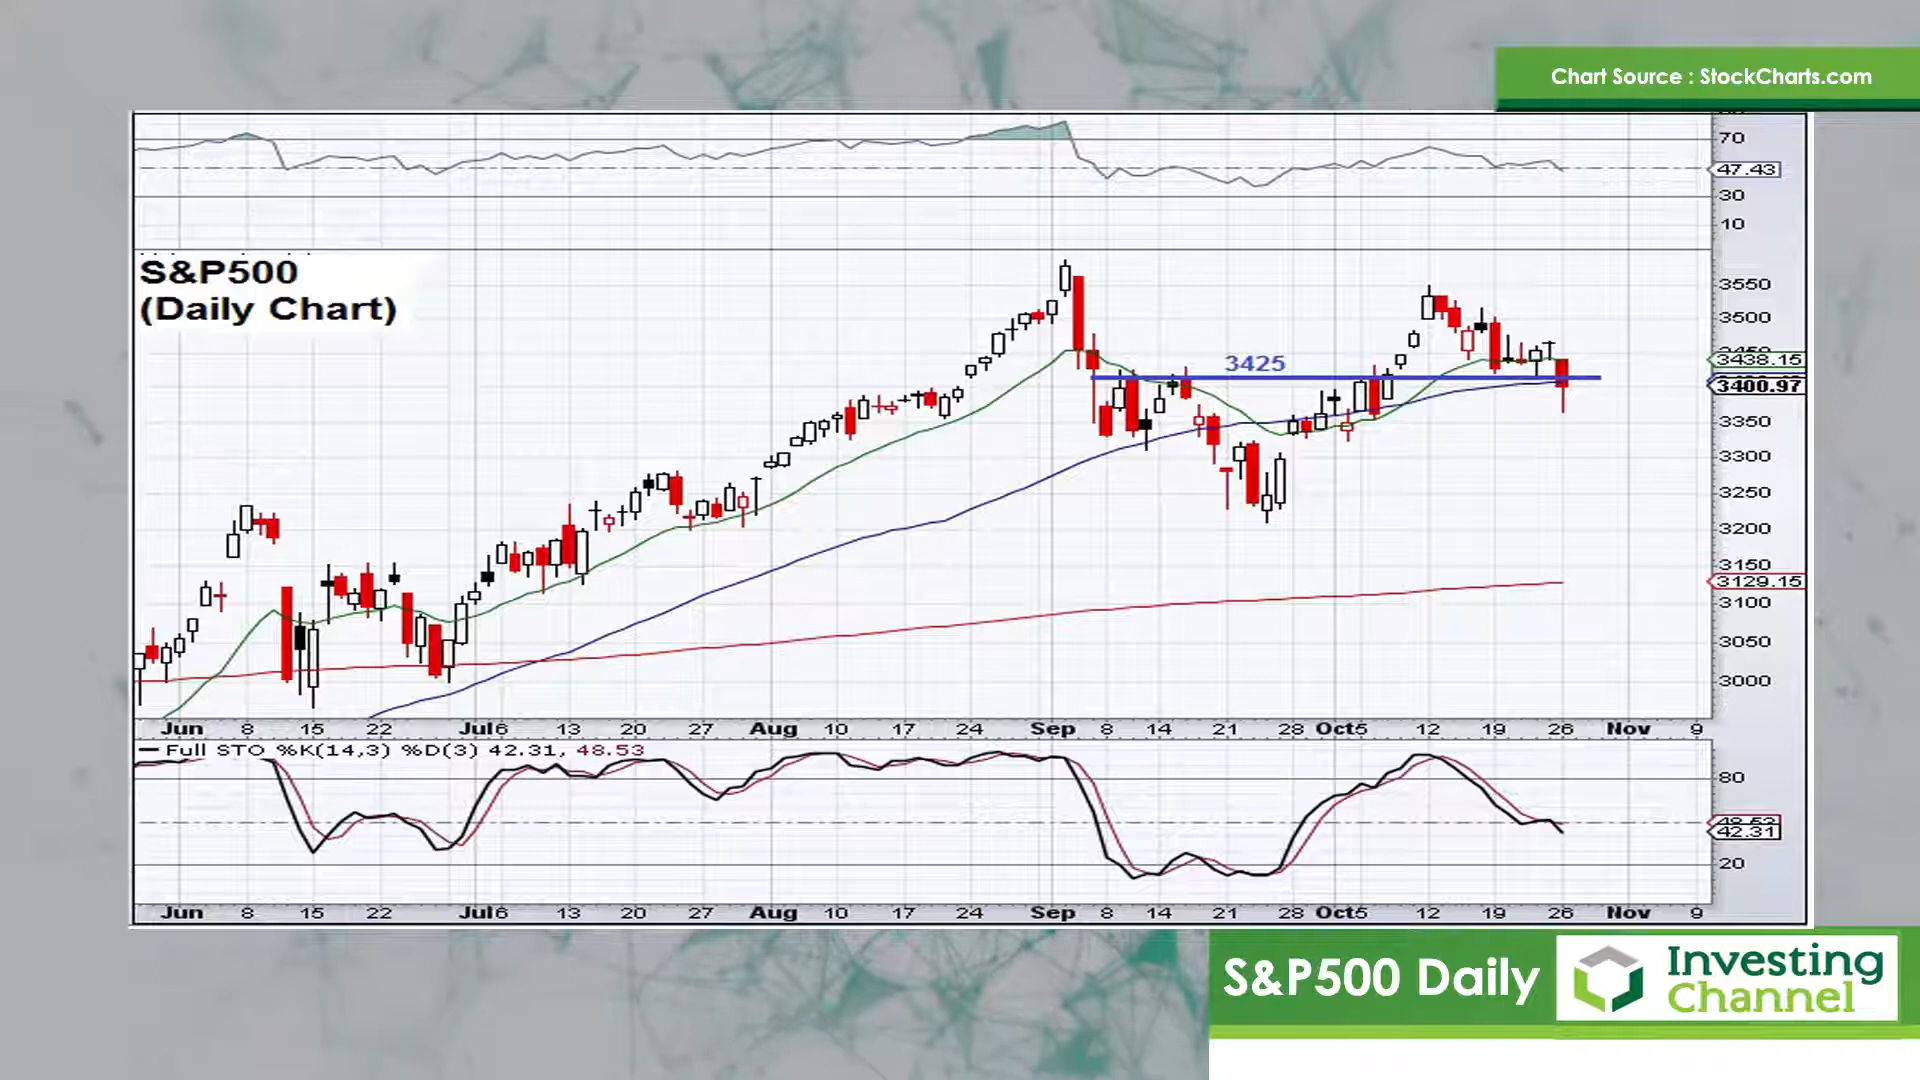 Chart Source : StockCharts.com
70
47.43
30
10
S&P500
(Daily Chart)
3550
3500
3425
3438.15
3400.97
3350
3300
3250
3200
3150
3129.15
3100
3050
3000
Jun 8 15 22 Jul6 13 20 27 Aug 10 17 24 Sep 8 14 21 28 Oct5 12 19 26 Nov 9
Full STO %K(14,3) %D(3) 42.31, 48.53
80
48.53
42.31
20
Jun 8 15 22 Jul6 13 20 27 Aug 10 17 24 Sep 8 14 21 28 Oct5 12 19 26 Nov 9
S&P500 Daily
Investing
Channel